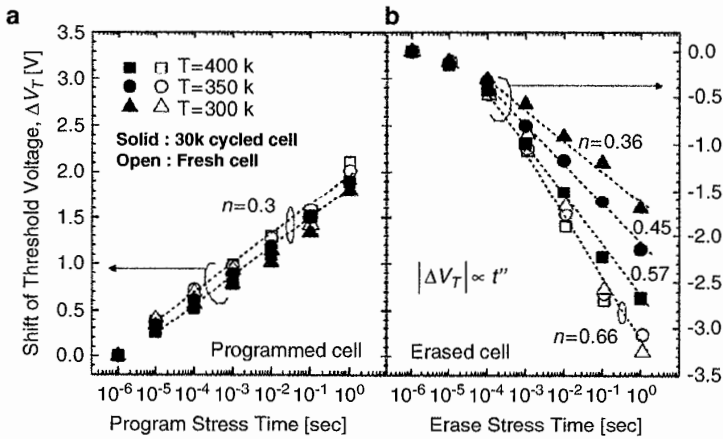 a
b
Shift of Threshold Voltage, ΔV_T [V]
3.5
3.0
2.5
2.0
1.5
1.0
0.5
0.0
T=400 k
T=350 k
T=300 k
Solid : 30k cycled cell
Open : Fresh cell
n=0.3
Programmed cell
10^-6 10^-5 10^-4 10^-3 10^-2 10^-1 10^0
Program Stress Time [sec]
n=0.36
0.45
0.57
n=0.66
|ΔV_T| ∝ t^n
Erased cell
0.0
-0.5
-1.0
-1.5
-2.0
-2.5
-3.0
-3.5
10^-6 10^-5 10^-4 10^-3 10^-2 10^-1 10^0
Erase Stress Time [sec]